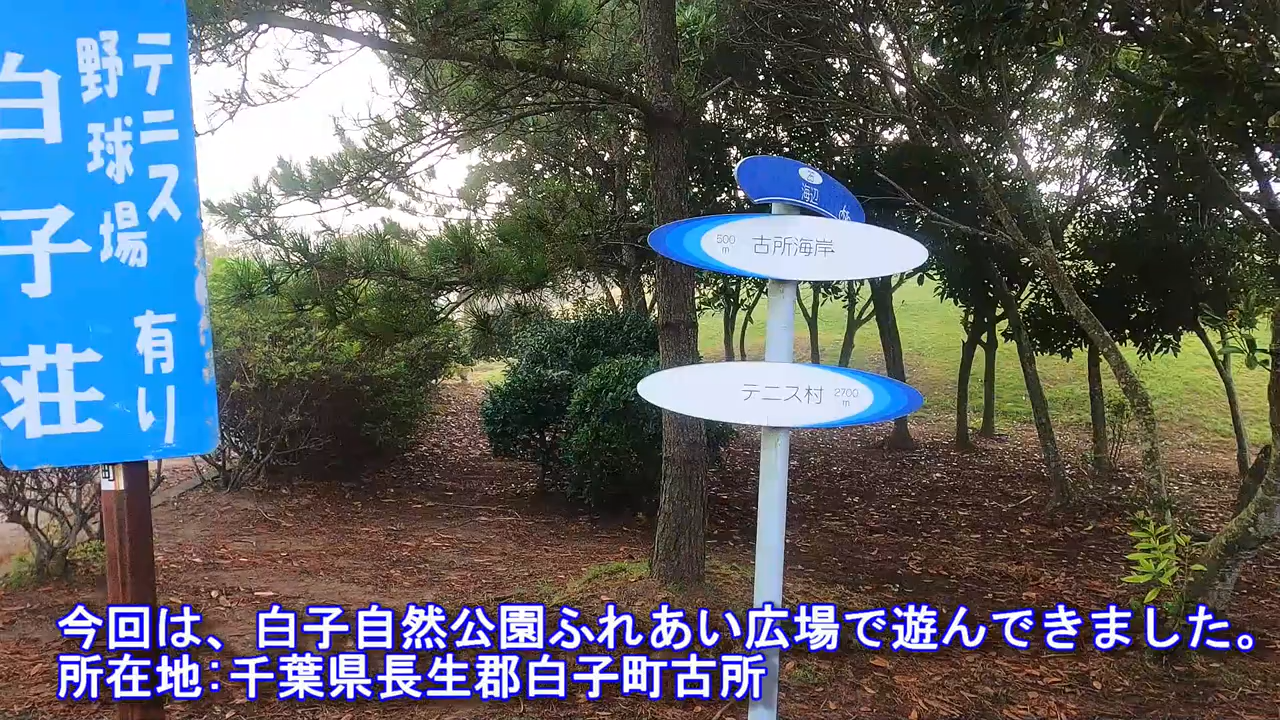 テニス
野球場 有り
白子荘
町
海辺
500m 古所海岸
テニス村 2700m
今回は、白子自然公園ふれあい広場で遊んできました。
所在地:千葉県長生郡白子町古所